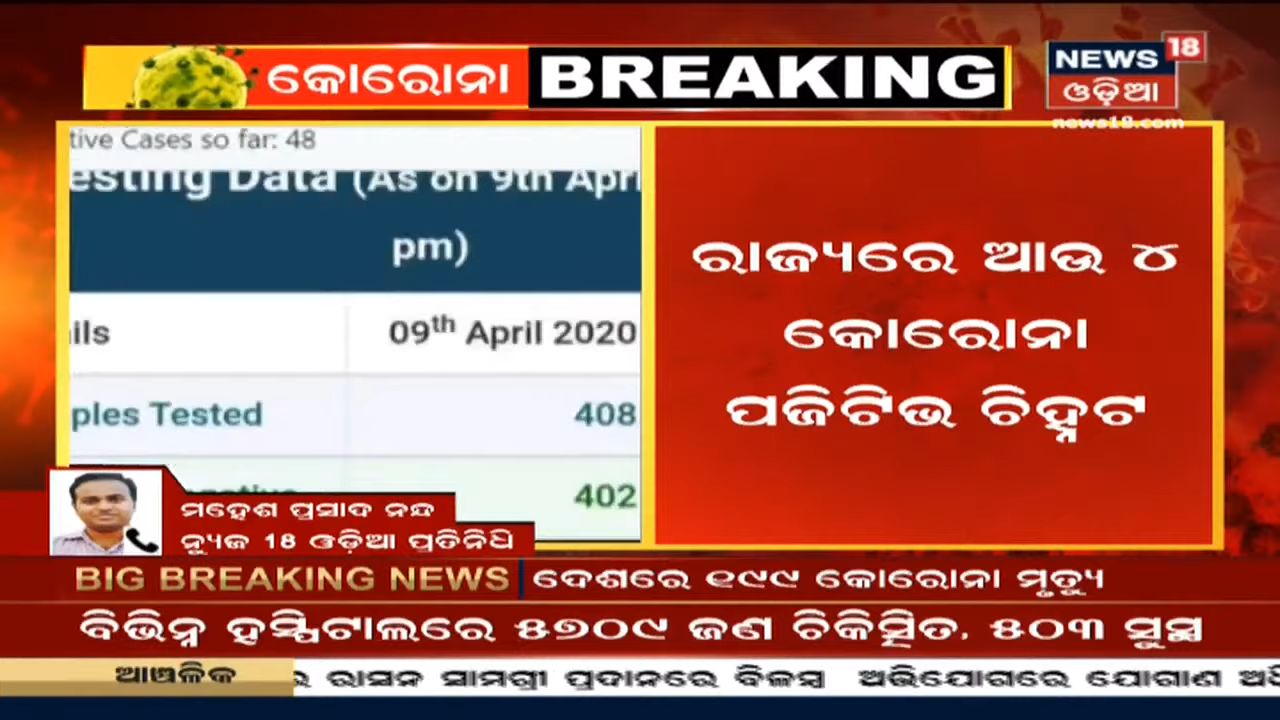 କୋରୋନା BREAKING
NEWS 18
ଓଡ଼ିଆ
news18.com
tive Cases so far: 48
esting Data (As on 9th Apri
pm)
ails
09th April 2020
ples Tested
408
402
ରାଜ୍ୟରେ ଆଉ ୪
କୋରୋନା
ପଜିଟିଭ ଚିହ୍ନଟ
ମହେଶ ପ୍ରସାଦ ନନ୍ଦ
ନ୍ୟୁଜ 18 ଓଡ଼ିଆ ପ୍ରତିନିଧି
BIG BREAKING NEWS ଦେଶରେ ୧୯୯ କୋରୋନା ମୃତ୍ୟୁ
ବିଭିନ୍ନ ହସ୍ପିଟାଲରେ ୫୭୦୯ ଜଣ ଚିକିତ୍ସିତ, ୫୦୩ ସୁସ୍ଥ
ଆଞ୍ଚଳିକ
ରାସନ ସାମଗ୍ରୀ ପ୍ରଦାନରେ ବିଳମ୍ବ ଅଭିଯୋଗରେ ଯୋଗାଣ